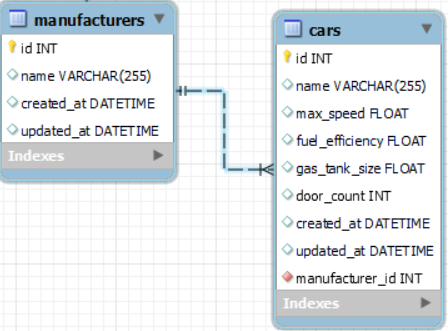 manufacturers
id INT
name VARCHAR(255)
created_at DATETIME
updated_at DATETIME
Indexes
cars
id INT
name VARCHAR(255)
max_speed FLOAT
fuel_efficiency FLOAT
gas_tank_size FLOAT
door_count INT
created_at DATETIME
updated_at DATETIME
manufacturer_id INT
Indexes